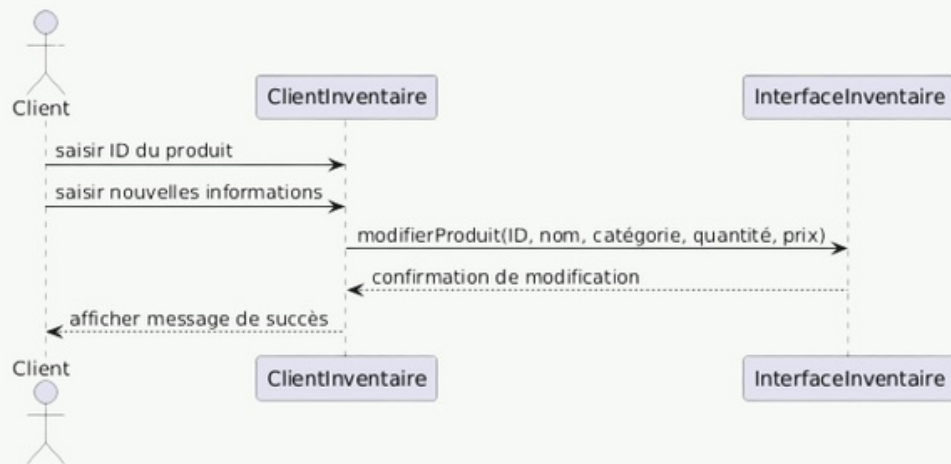 Client
ClientInventaire
InterfaceInventaire
saisir ID du produit
saisir nouvelles informations
modifierProduit(ID, nom, catégorie, quantité, prix)
confirmation de modification
afficher message de succès
Client
ClientInventaire
InterfaceInventaire